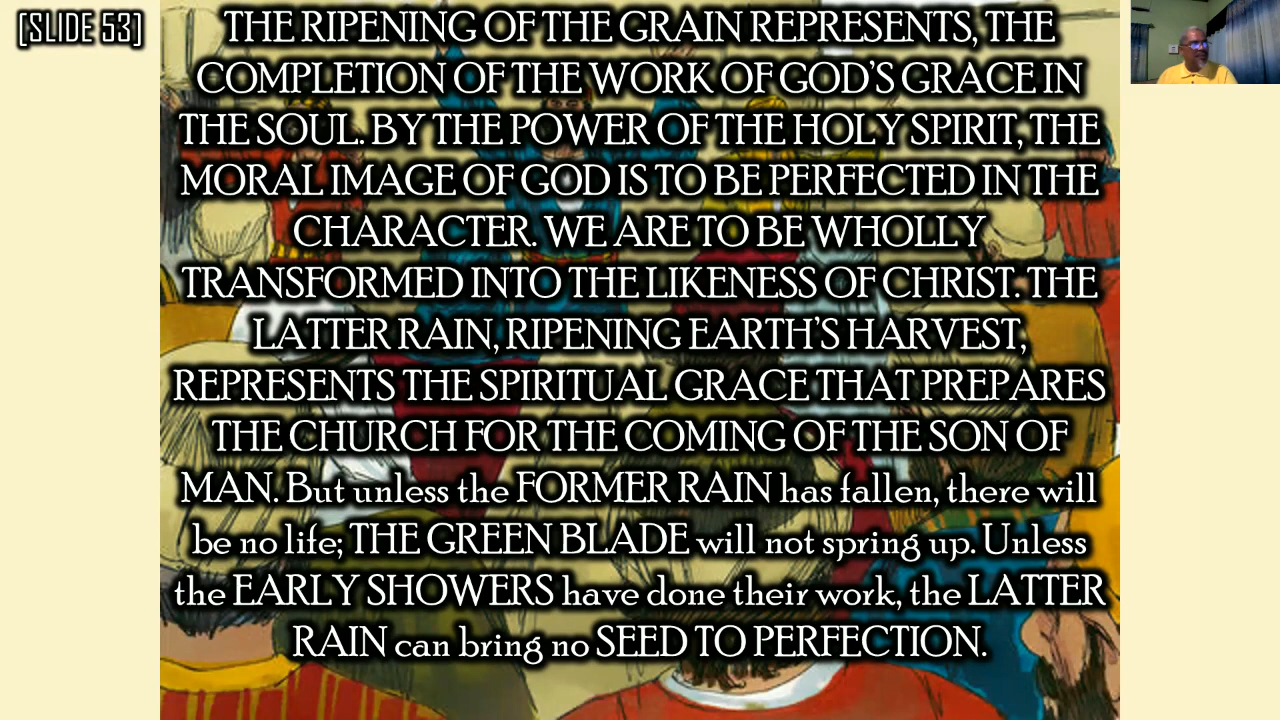 [SLIDE 53]
THE RIPENING OF THE GRAIN REPRESENTS, THE
COMPLETION OF THE WORK OF GOD'S GRACE IN
THE SOUL. BY THE POWER OF THE HOLY SPIRIT, THE
MORAL IMAGE OF GOD IS TO BE PERFECTED IN THE
CHARACTER. WE ARE TO BE WHOLLY
TRANSFORMED INTO THE LIKENESS OF CHRIST. THE
LATTER RAIN, RIPENING EARTH'S HARVEST,
REPRESENTS THE SPIRITUAL GRACE THAT PREPARES
THE CHURCH FOR THE COMING OF THE SON OF
MAN. But unless the FORMER RAIN has fallen, there will
be no life; THE GREEN BLADE will not spring up. Unless
the EARLY SHOWERS have done their work, the LATTER
RAIN can bring no SEED TO PERFECTION.